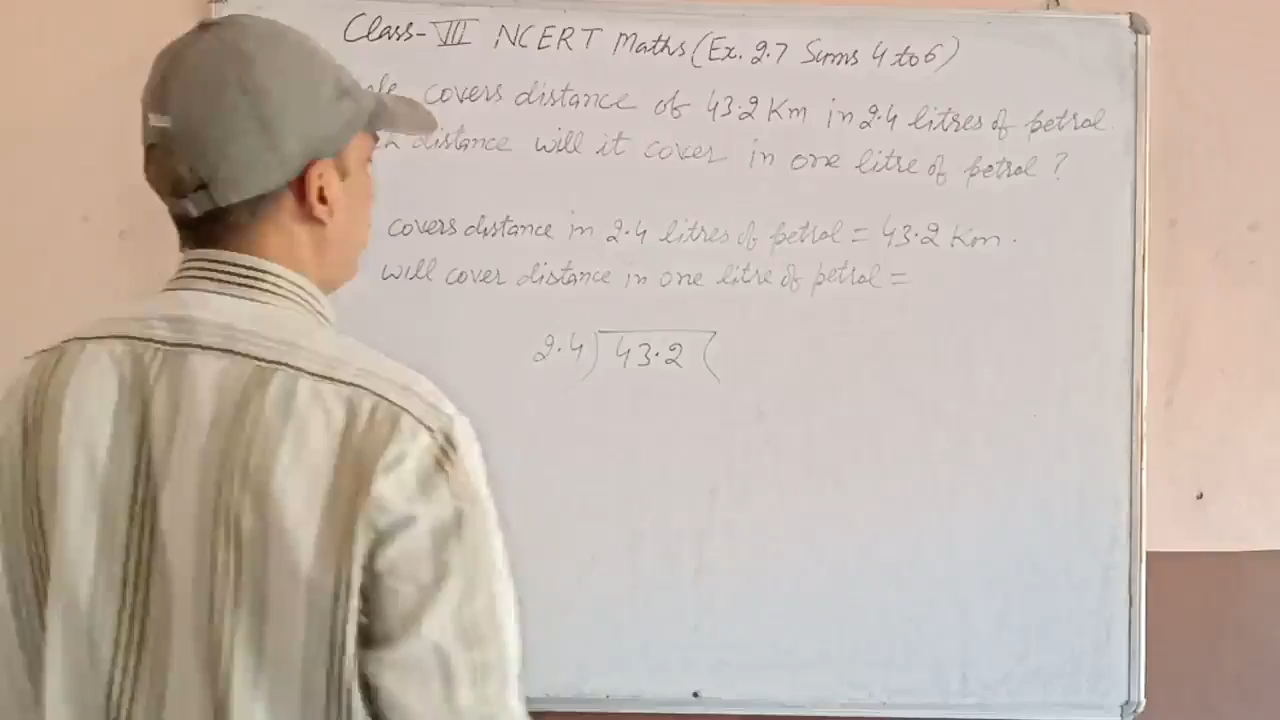 Class-VII NCERT Maths (Ex. 2.7 Sums 4 to 6)
covers distance of 43.2 Km in 2.4 litres of petrol.
distance will it cover in one litre of petrol ?
covers distance in 2.4 litres of petrol = 43.2 Km.
will cover distance in one litre of petrol =
2.4) 43.2 (